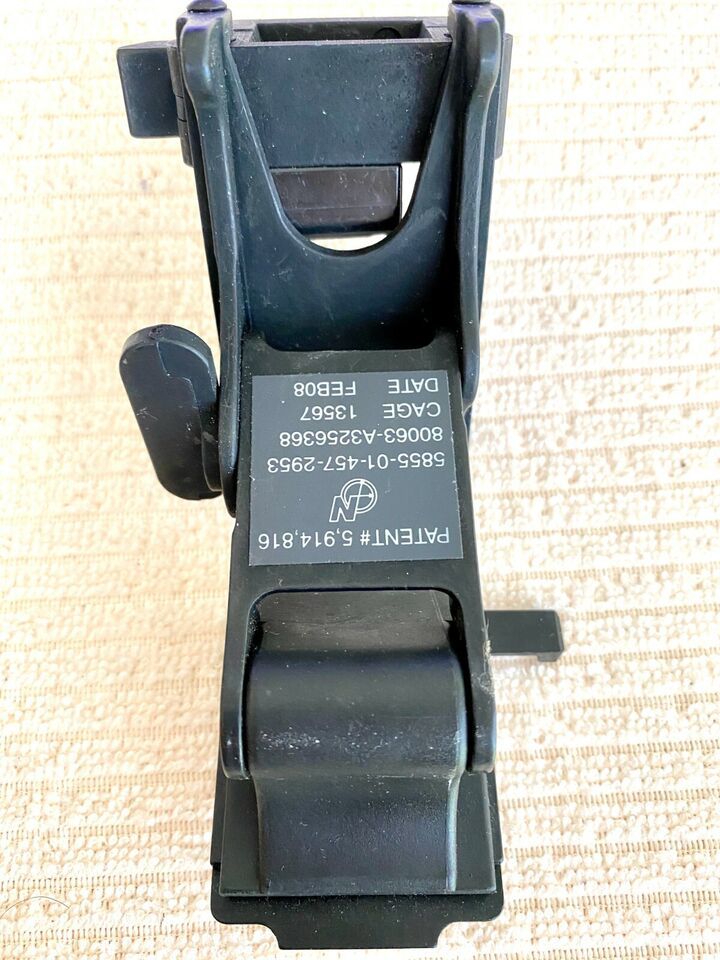 PATENT # 5,914,816
N
5855-01-457-2953
80063-A3256368
CAGE 13567
DATE FEB08